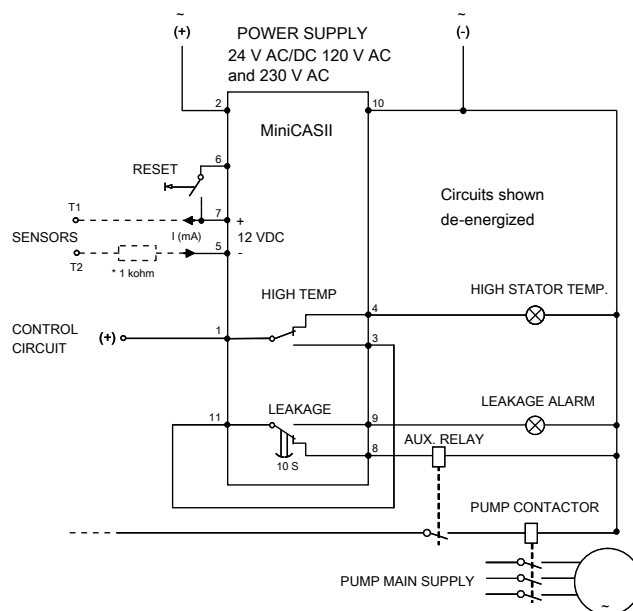 ~
~
(+)
POWER SUPPLY
(-)
24 V AC/DC 120 V AC
and 230 V AC
2
10
MiniCASII
6
RESET
Circuits shown
de-energized
T1
7
+
I (mA)
12 VDC
SENSORS
5
-
T2
* 1 kohm
HIGH TEMP
4
HIGH STATOR TEMP.
CONTROL
CIRCUIT
(+)
1
3
LEAKAGE
11
9
LEAKAGE ALARM
AUX. RELAY
8
10 S
PUMP CONTACTOR
PUMP MAIN SUPPLY
~